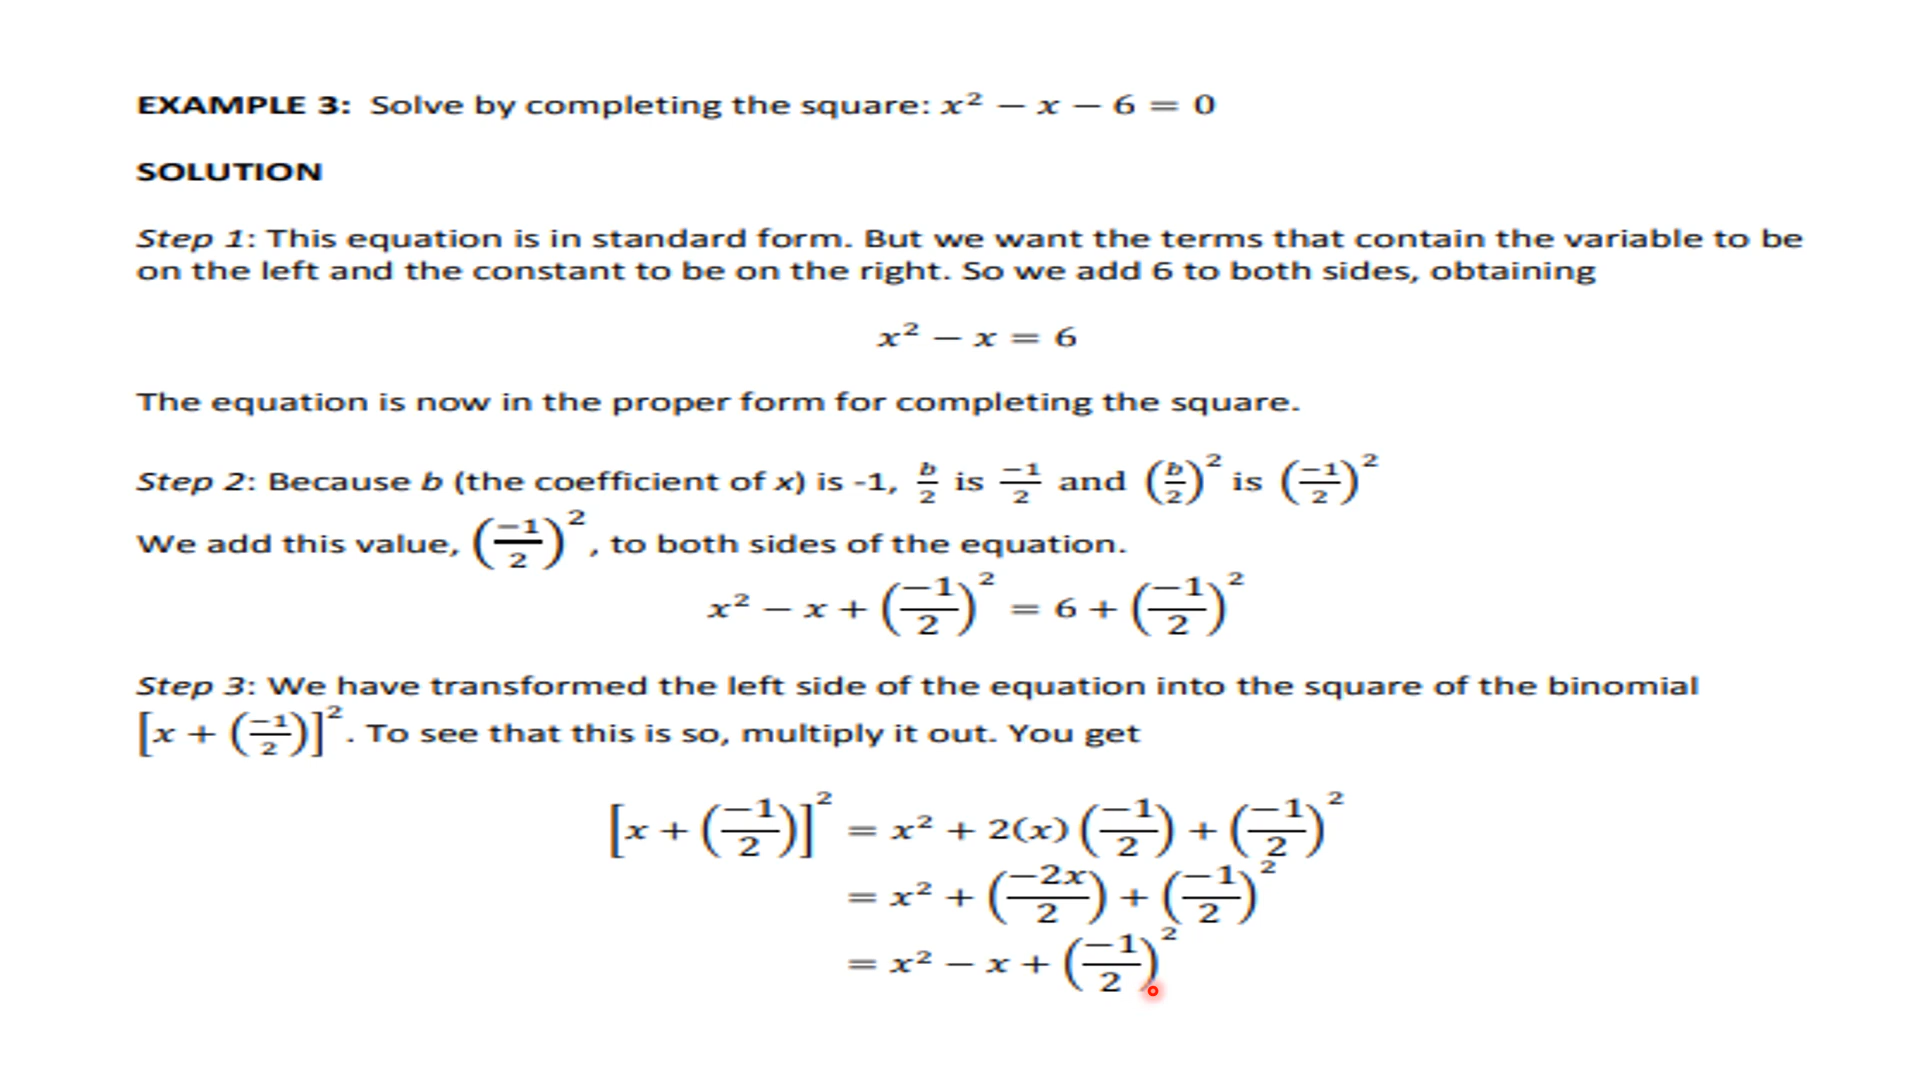 EXAMPLE 3: Solve by completing the square: x² − x − 6 = 0
SOLUTION
Step 1: This equation is in standard form. But we want the terms that contain the variable to be
on the left and the constant to be on the right. So we add 6 to both sides, obtaining
x² − x = 6
The equation is now in the proper form for completing the square.
Step 2: Because b (the coefficient of x) is -1, b/2 is −1/2 and (b/2)² is (−1/2)²
We add this value, (−1/2)², to both sides of the equation.
x² − x + (−1/2)² = 6 + (−1/2)²
Step 3: We have transformed the left side of the equation into the square of the binomial
[x + (−1/2)]². To see that this is so, multiply it out. You get
[x + (−1/2)]² = x² + 2(x)(−1/2) + (−1/2)²
= x² + (−2x/2) + (−1/2)²
= x² − x + (−1/2)²